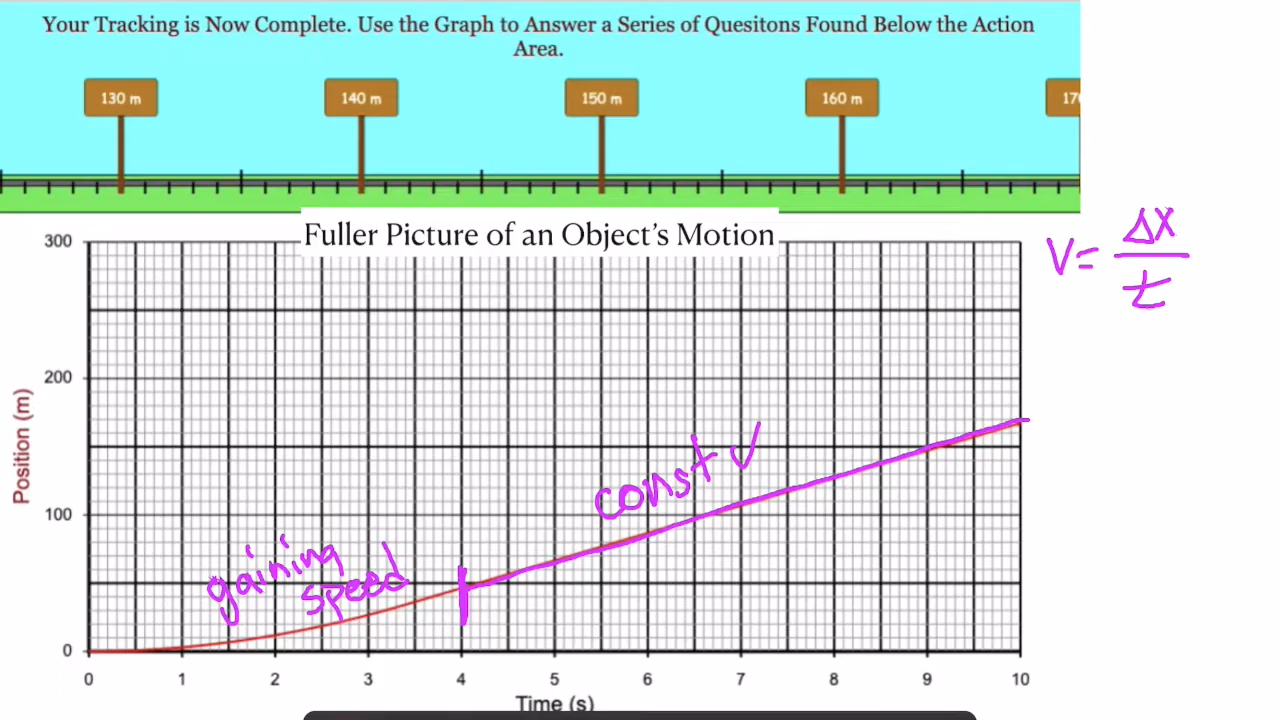 Your Tracking is Now Complete. Use the Graph to Answer a Series of Quesitons Found Below the Action
Area.
130 m
140 m
150 m
160 m
17
Fuller Picture of an Object's Motion
V = Δx
t
300
200
100
0
Position (m)
const V
gaining
speed
0 1 2 3 4 5 6 7 8 9 10
Time (s)